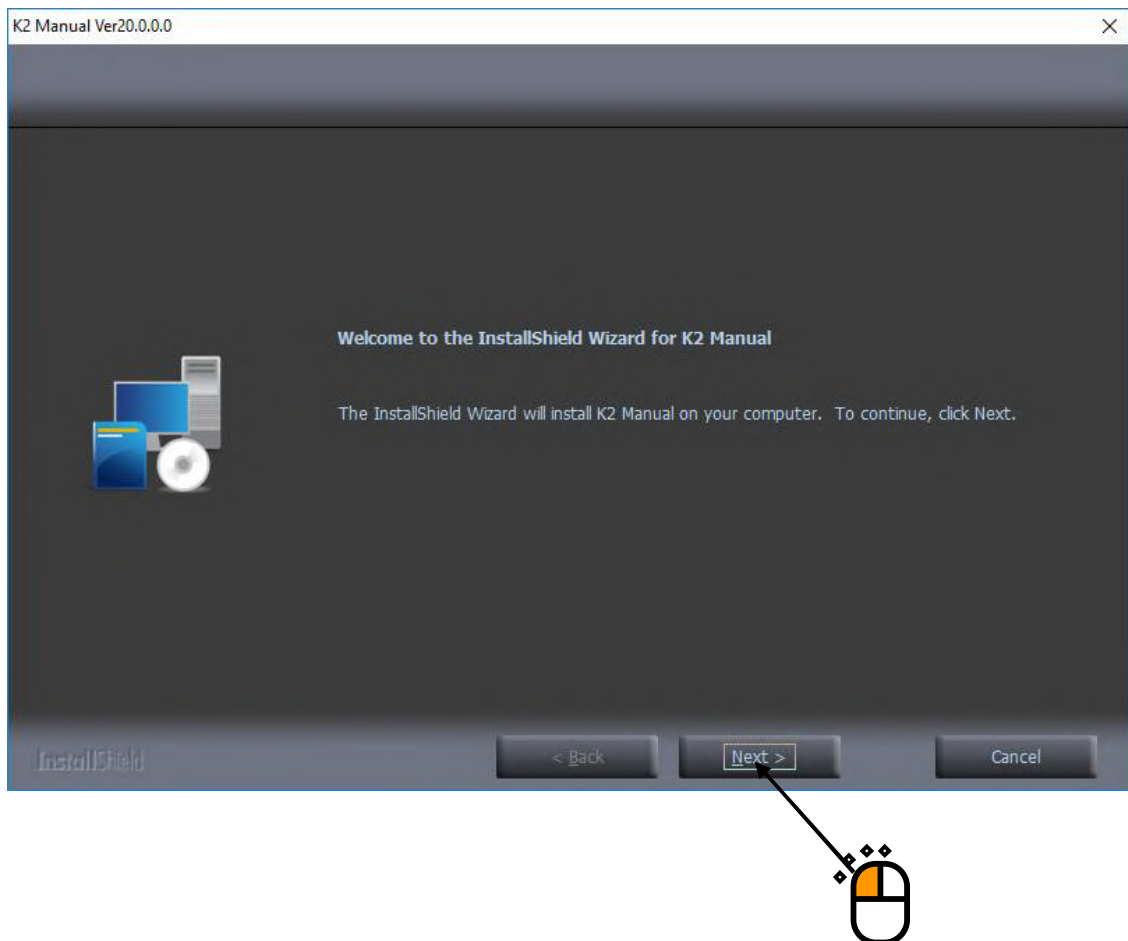 K2 Manual Ver20.0.0.0
Welcome to the InstallShield Wizard for K2 Manual
The InstallShield Wizard will install K2 Manual on your computer. To continue, click Next.
InstallShield
< Back
Next >
Cancel